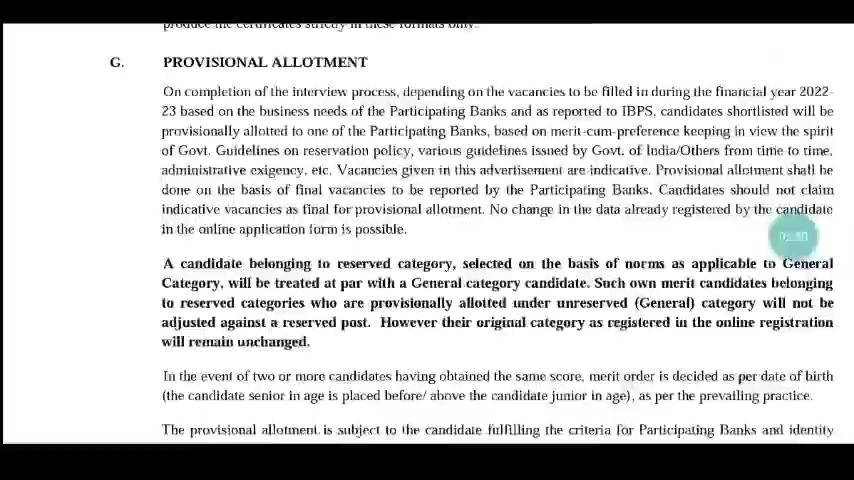 produce the certificates strictly in these formats only.
G. PROVISIONAL ALLOTMENT
On completion of the interview process, depending on the vacancies to be filled in during the financial year 2022-
23 based on the business needs of the Participating Banks and as reported to IBPS, candidates shortlisted will be
provisionally allotted to one of the Participating Banks, based on merit-cum-preference keeping in view the spirit
of Govt. Guidelines on reservation policy, various guidelines issued by Govt. of India/Others from time to time,
administrative exigency, etc. Vacancies given in this advertisement are indicative. Provisional allotment shall be
done on the basis of final vacancies to be reported by the Participating Banks. Candidates should not claim
indicative vacancies as final for provisional allotment. No change in the data already registered by the candidate
in the online application form is possible.
A candidate belonging to reserved category, selected on the basis of norms as applicable to General
Category, will be treated at par with a General category candidate. Such own merit candidates belonging
to reserved categories who are provisionally allotted under unreserved (General) category will not be
adjusted against a reserved post. However their original category as registered in the online registration
will remain unchanged.
In the event of two or more candidates having obtained the same score, merit order is decided as per date of birth
(the candidate senior in age is placed before/ above the candidate junior in age), as per the prevailing practice.
The provisional allotment is subject to the candidate fulfilling the criteria for Participating Banks and identity